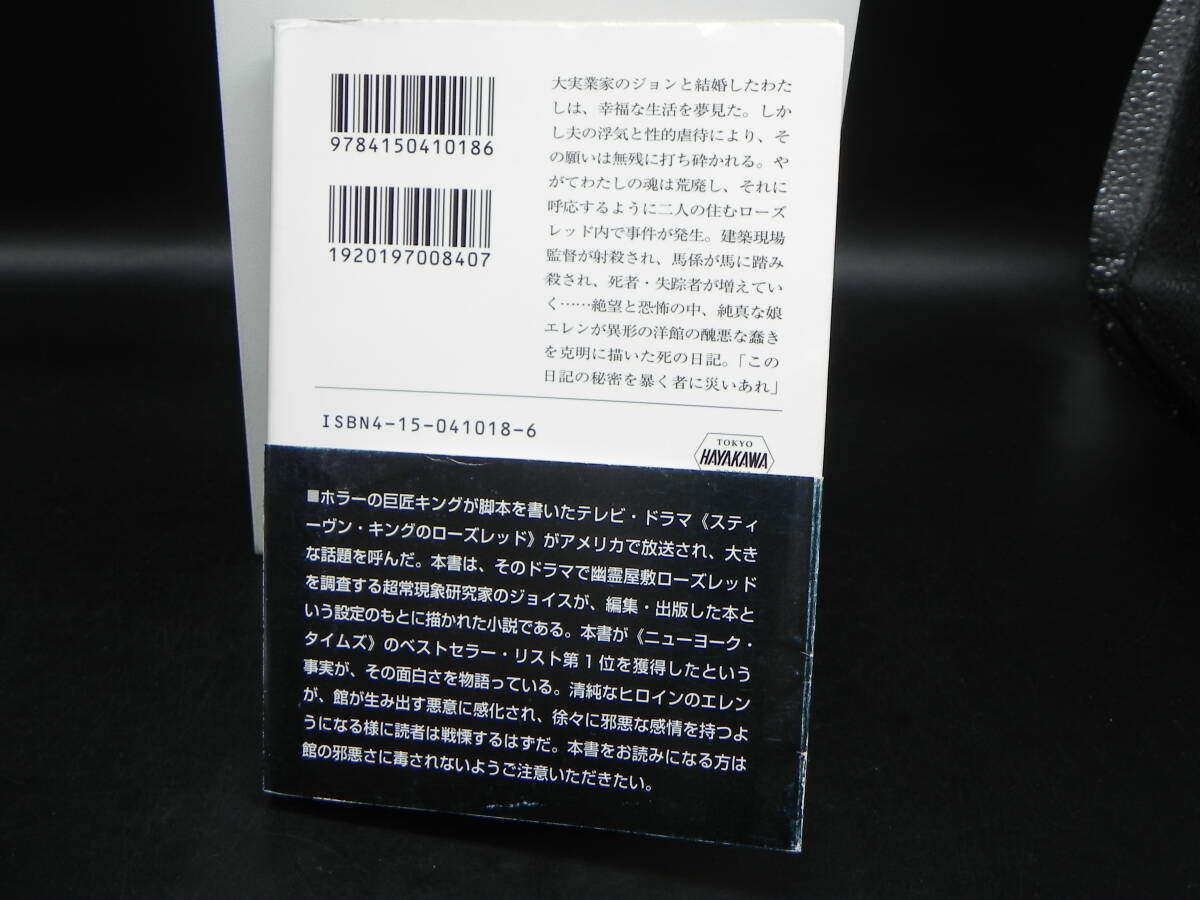 9784150410186
1920197008407
大実業家のジョンと結婚したわた
しは、幸福な生活を夢見た。しか
し夫の浮気と性的虐待により、そ
の願いは無残に打ち砕かれる。や
がてわたしの魂は荒廃し、それに
呼応するように二人の住むローズ
レッド内で事件が発生。建築現場
監督が射殺され、馬係が馬に踏み
殺され、死者・失踪者が増えてい
く……絶望と恐怖の中、純真な娘
エレンが異形の洋館の醜悪な蠢き
を克明に描いた死の日記。「この
日記の秘密を暴く者に災いあれ」
ISBN4-15-041018-6
TOKYO
HAYAKAWA
■ホラーの巨匠キングが脚本を書いたテレビ・ドラマ《スティ
ーヴン・キングのローズレッド》がアメリカで放送され、大き
な話題を呼んだ。本書は、そのドラマで幽霊屋敷ローズレッド
を調査する超常現象研究家のジョイスが、編集・出版した本と
いう設定のもとに描かれた小説である。本書が《ニューヨーク・
タイムズ》のベストセラー・リスト第1位を獲得したという
事実が、その面白さを物語っている。清純なヒロインのエレン
が、館が生み出す悪意に感化され、徐々に邪悪な感情を持つよ
うになる様に読者は戦慄するはずだ。本書をお読みになる方は
館の邪悪さに毒されないようご注意いただきたい。